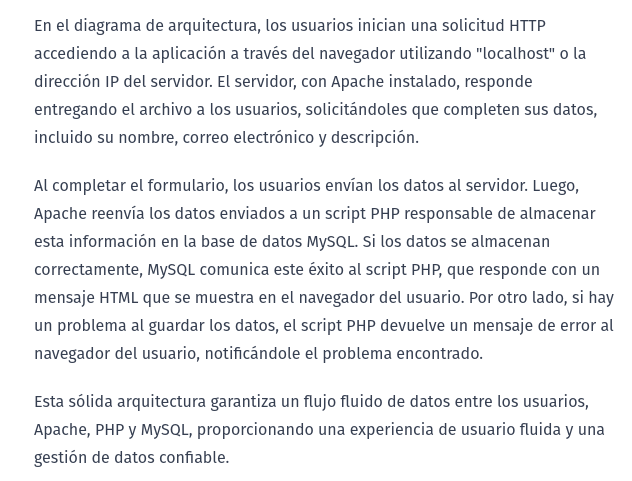 En el diagrama de arquitectura, los usuarios inician una solicitud HTTP
accediendo a la aplicación a través del navegador utilizando "localhost" o la
dirección IP del servidor. El servidor, con Apache instalado, responde
entregando el archivo a los usuarios, solicitándoles que completen sus datos,
incluido su nombre, correo electrónico y descripción.
Al completar el formulario, los usuarios envían los datos al servidor. Luego,
Apache reenvía los datos enviados a un script PHP responsable de almacenar
esta información en la base de datos MySQL. Si los datos se almacenan
correctamente, MySQL comunica este éxito al script PHP, que responde con un
mensaje HTML que se muestra en el navegador del usuario. Por otro lado, si hay
un problema al guardar los datos, el script PHP devuelve un mensaje de error al
navegador del usuario, notificándole el problema encontrado.
Esta sólida arquitectura garantiza un flujo fluido de datos entre los usuarios,
Apache, PHP y MySQL, proporcionando una experiencia de usuario fluida y una
gestión de datos confiable.